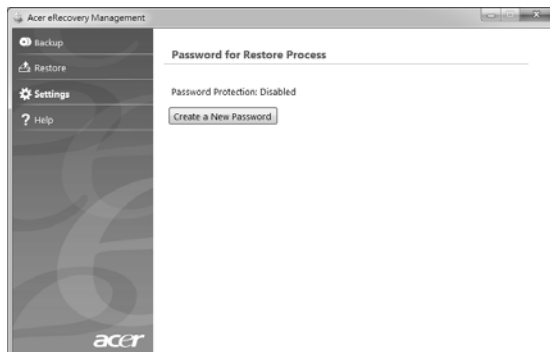 Acer eRecovery Management
Backup
Restore
Settings
? Help
Password for Restore Process
Password Protection: Disabled
Create a New Password
acer